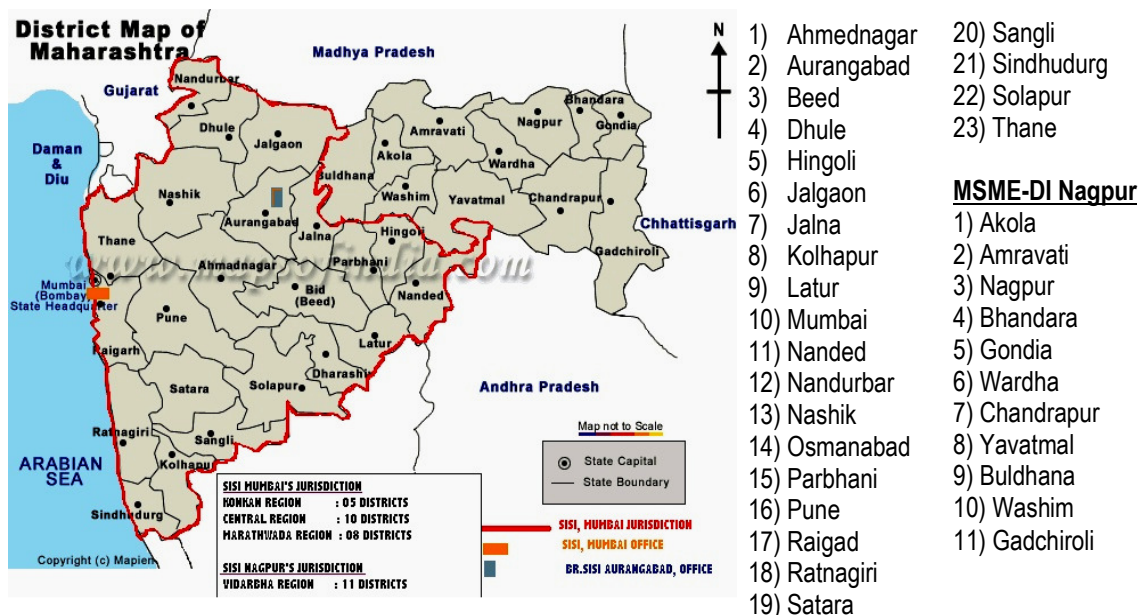 District Map of
Maharashtra
N
Madhya Pradesh
Gujarat
Daman
&
Diu
Chhattisgarh
Andhra Pradesh
ARABIAN
SEA
Nandurbar
Dhule
Jalgaon
Nashik
Aurangabad
Buldhana
Akola
Amravati
Washim
Wardha
Nagpur
Bhandara
Gondia
Yavatmal
Chandrapur
Gadchiroli
Jalna
Hingoli
Parbhani
Nanded
Thane
Ahmadnagar
www.mapsofindia.com
Mumbai
(Bombay)
State Headquarter
Bid
(Beed)
Pune
Raigarh
Latur
Dharashi
Solapur
Satara
Ratnagiri
Sangli
Kolhapur
Sindhudurg
Copyright (c) Mapien
Map not to Scale
State Capital
State Boundary
SISI MUMBAI'S JURISDICTION
KONKAN REGION : 05 DISTRICTS
CENTRAL REGION : 10 DISTRICTS
MARATHWADA REGION : 08 DISTRICTS
SISI NAGPUR'S JURISDICTION
VIDARBHA REGION : 11 DISTRICTS
SISI, MUMBAI JURISDICTION
SISI, MUMBAI OFFICE
BR.SISI AURANGABAD, OFFICE
1) Ahmednagar
2) Aurangabad
3) Beed
4) Dhule
5) Hingoli
6) Jalgaon
7) Jalna
8) Kolhapur
9) Latur
10) Mumbai
11) Nanded
12) Nandurbar
13) Nashik
14) Osmanabad
15) Parbhani
16) Pune
17) Raigad
18) Ratnagiri
19) Satara
20) Sangli
21) Sindhudurg
22) Solapur
23) Thane
MSME-DI Nagpur
1) Akola
2) Amravati
3) Nagpur
4) Bhandara
5) Gondia
6) Wardha
7) Chandrapur
8) Yavatmal
9) Buldhana
10) Washim
11) Gadchiroli